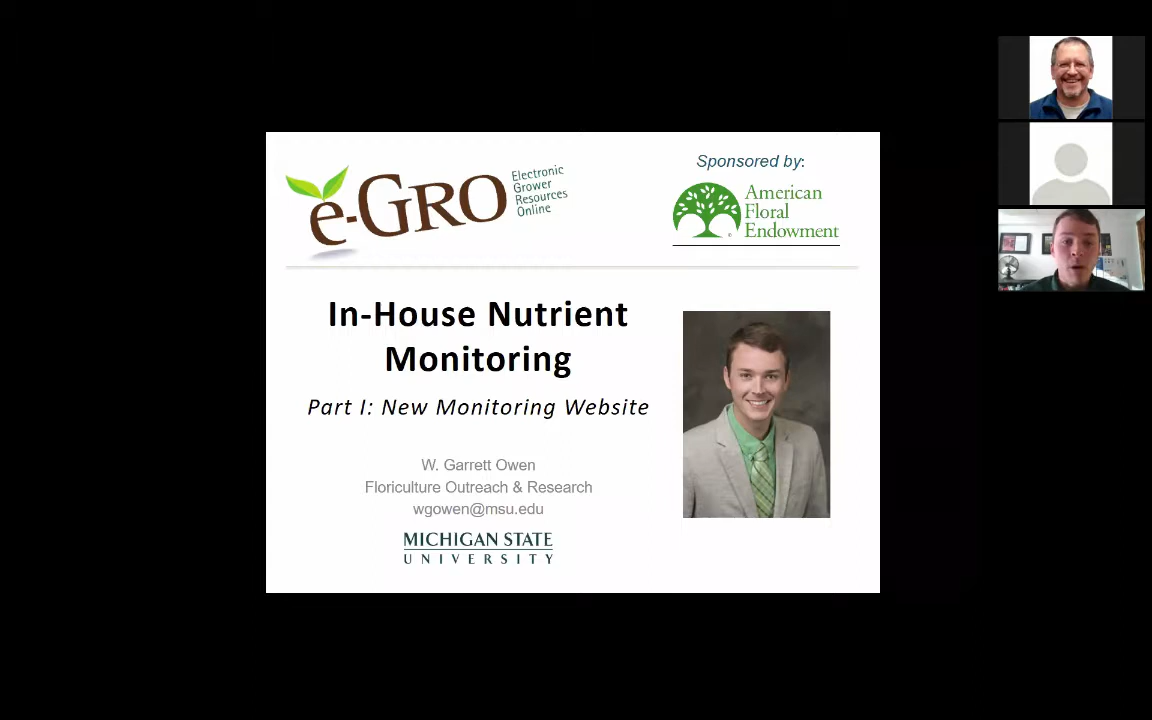 e-GRO
Electronic
Grower
Resources
Online
Sponsored by:
American
Floral
Endowment
In-House Nutrient
Monitoring
Part I: New Monitoring Website
W. Garrett Owen
Floriculture Outreach & Research
wgowen@msu.edu
MICHIGAN STATE
UNIVERSITY